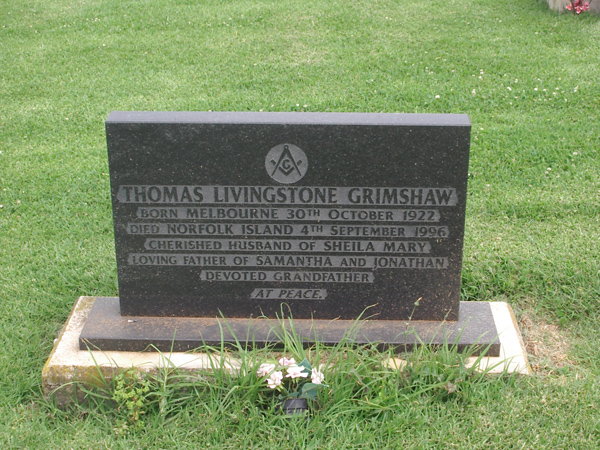 G
THOMAS LIVINGSTONE GRIMSHAW
BORN MELBOURNE 30TH OCTOBER 1922
DIED NORFOLK ISLAND 4TH SEPTEMBER 1996
CHERISHED HUSBAND OF SHEILA MARY
LOVING FATHER OF SAMANTHA AND JONATHAN
DEVOTED GRANDFATHER
AT PEACE.